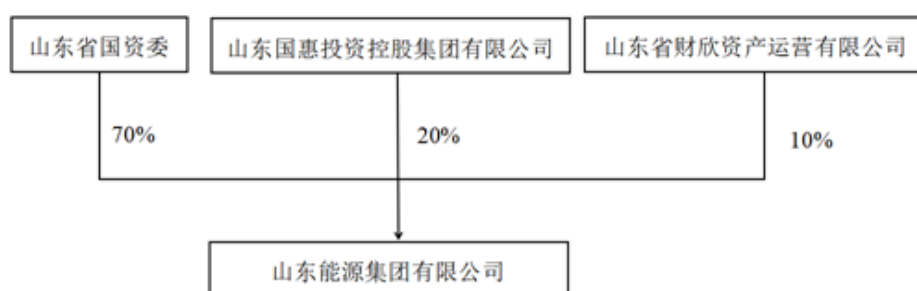 山东省国资委
山东国惠投资控股集团有限公司
山东省财欣资产运营有限公司
70%
20%
10%
山东能源集团有限公司